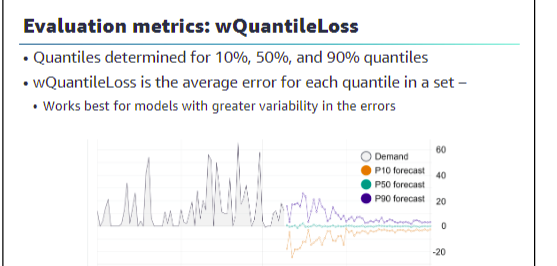 Evaluation metrics: wQuantileLoss
• Quantiles determined for 10%, 50%, and 90% quantiles
• wQuantileLoss is the average error for each quantile in a set –
• Works best for models with greater variability in the errors
Demand
P10 forecast
P50 forecast
P90 forecast
60
40
20
0
-20